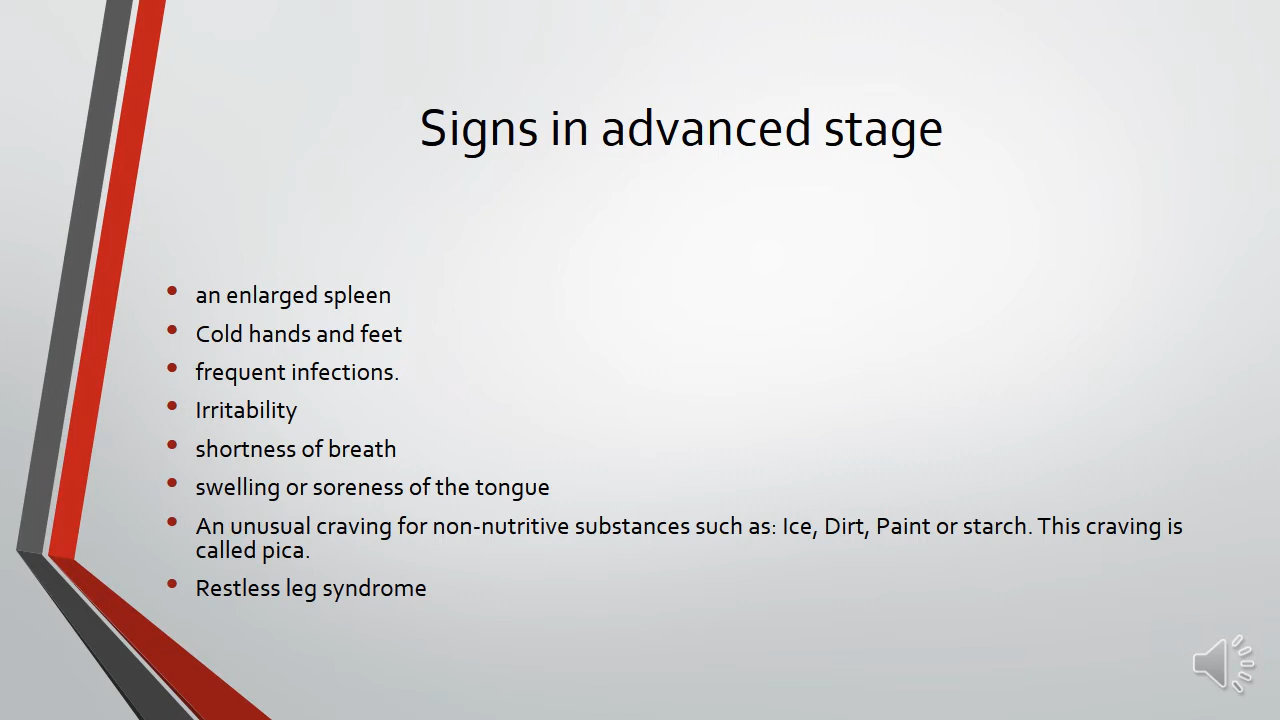 Signs in advanced stage
• an enlarged spleen
• Cold hands and feet
• frequent infections.
• Irritability
• shortness of breath
• swelling or soreness of the tongue
• An unusual craving for non-nutritive substances such as: Ice, Dirt, Paint or starch. This craving is
called pica.
• Restless leg syndrome